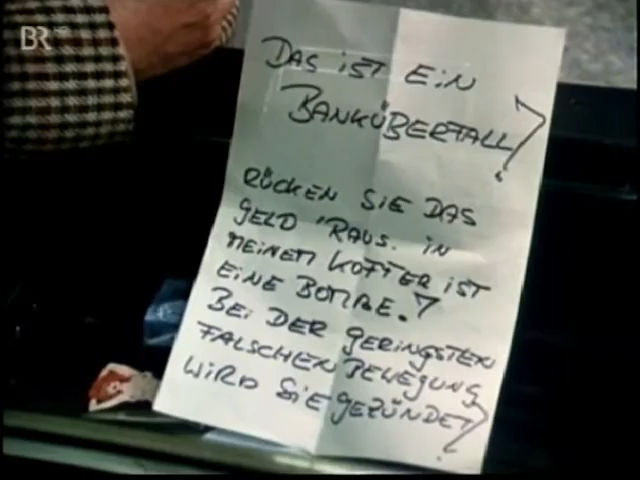 BR
DAS IST EIN
BANKÜBERFALL!
RÜCKEN SIE DAS
GELD 'RAUS. IN
MEINEM KOFFER IST
EINE BOMBE.!
BEI DER GERINGSTEN
FALSCHEN BEWEGUNG
WIRD SIE GEZÜNDET!